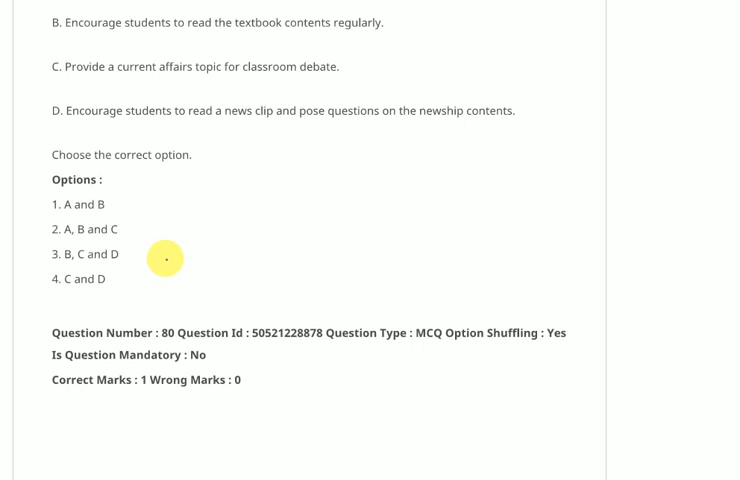 B. Encourage students to read the textbook contents regularly.
C. Provide a current affairs topic for classroom debate.
D. Encourage students to read a news clip and pose questions on the newship contents.
Choose the correct option.
Options :
1. A and B
2. A, B and C
3. B, C and D
4. C and D
Question Number : 80 Question Id : 50521228878 Question Type : MCQ Option Shuffling : Yes
Is Question Mandatory : No
Correct Marks : 1 Wrong Marks : 0